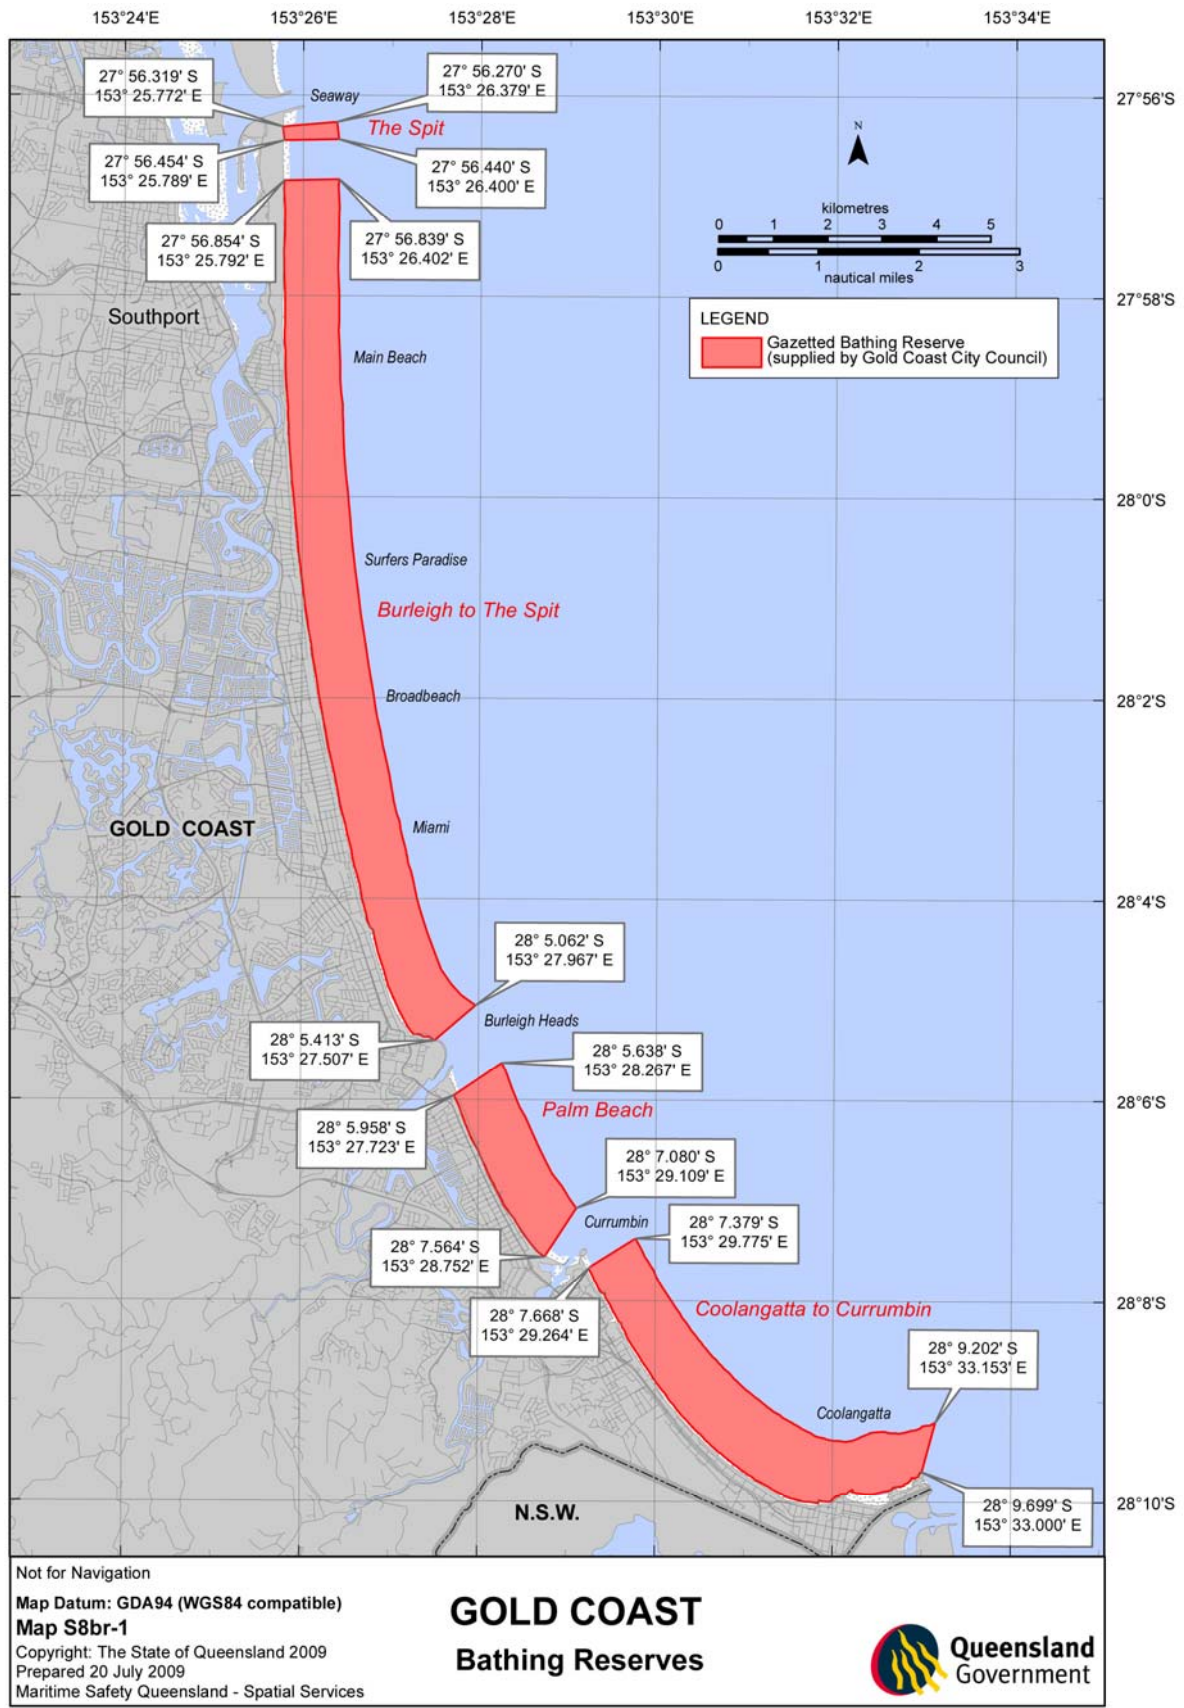 153°24'E
153°26'E
153°28'E
153°30'E
153°32'E
153°34'E
27° 56.319' S
153° 25.772' E
27° 56.270' S
153° 26.379' E
Seaway
27°56'S
The Spit
N
27° 56.454' S
153° 25.789' E
27° 56.440' S
153° 26.400' E
kilometres
0 1 2 3 4 5
0 1 2 3
nautical miles
27° 56.854' S
153° 25.792' E
27° 56.839' S
153° 26.402' E
27°58'S
Southport
LEGEND
Gazetted Bathing Reserve
(supplied by Gold Coast City Council)
Main Beach
28°0'S
Surfers Paradise
Burleigh to The Spit
Broadbeach
28°2'S
GOLD COAST
Miami
28°4'S
28° 5.062' S
153° 27.967' E
Burleigh Heads
28° 5.413' S
153° 27.507' E
28° 5.638' S
153° 28.267' E
Palm Beach
28°6'S
28° 5.958' S
153° 27.723' E
28° 7.080' S
153° 29.109' E
Currumbin
28° 7.379' S
153° 29.775' E
28° 7.564' S
153° 28.752' E
28° 7.668' S
153° 29.264' E
Coolangatta to Currumbin
28°8'S
28° 9.202' S
153° 33.153' E
Coolangatta
N.S.W.
28° 9.699' S
153° 33.000' E
28°10'S
Not for Navigation
Map Datum: GDA94 (WGS84 compatible)
Map S8br-1
Copyright: The State of Queensland 2009
Prepared 20 July 2009
Maritime Safety Queensland - Spatial Services
GOLD COAST
Bathing Reserves
Queensland
Government